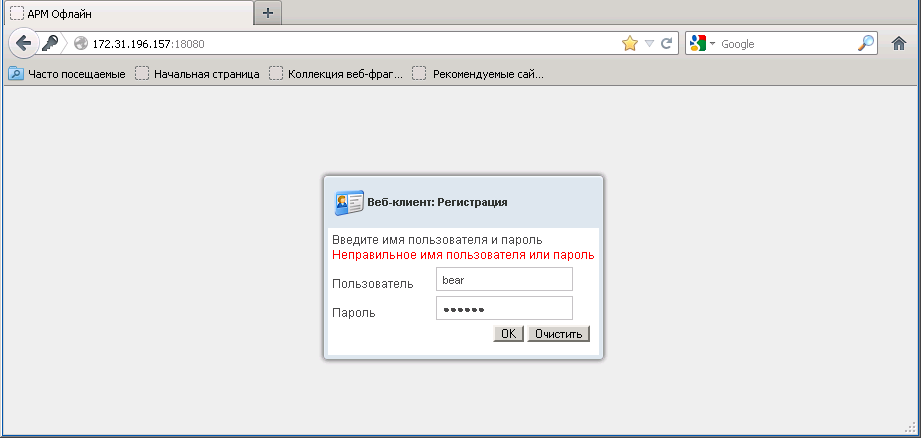 АРМ Офлайн
172.31.196.157:18080
Google
Часто посещаемые
Начальная страница
Коллекция веб-фраг...
Рекомендуемые сай...
Веб-клиент: Регистрация
Введите имя пользователя и пароль
Неправильное имя пользователя или пароль
Пользователь
bear
Пароль
••••••
OK
Очистить